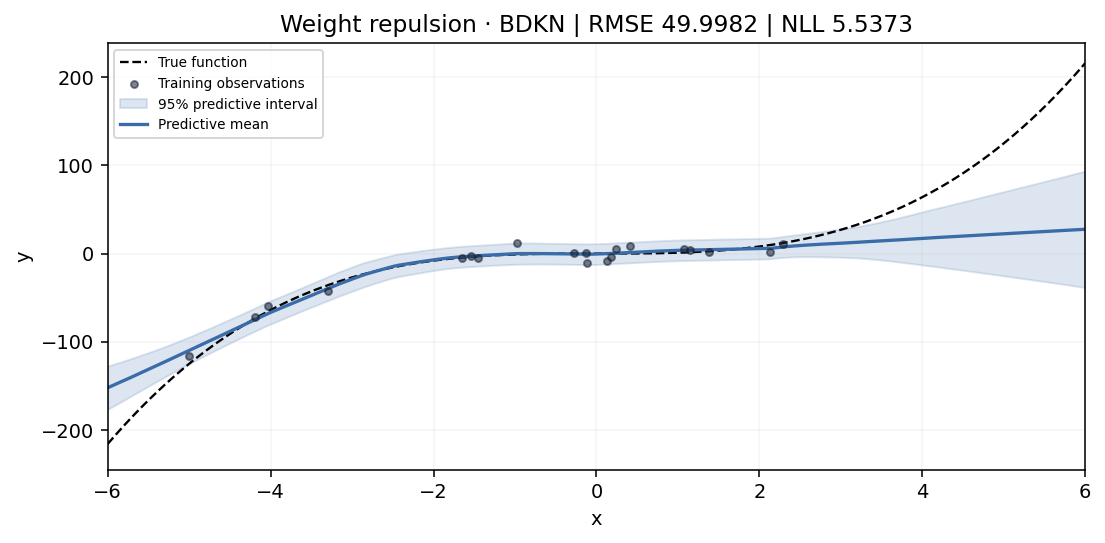 Weight repulsion · BDKN | RMSE 49.9982 | NLL 5.5373
True function
Training observations
95% predictive interval
Predictive mean
y
200
100
0
−100
−200
−6
−4
−2
0
2
4
6
x